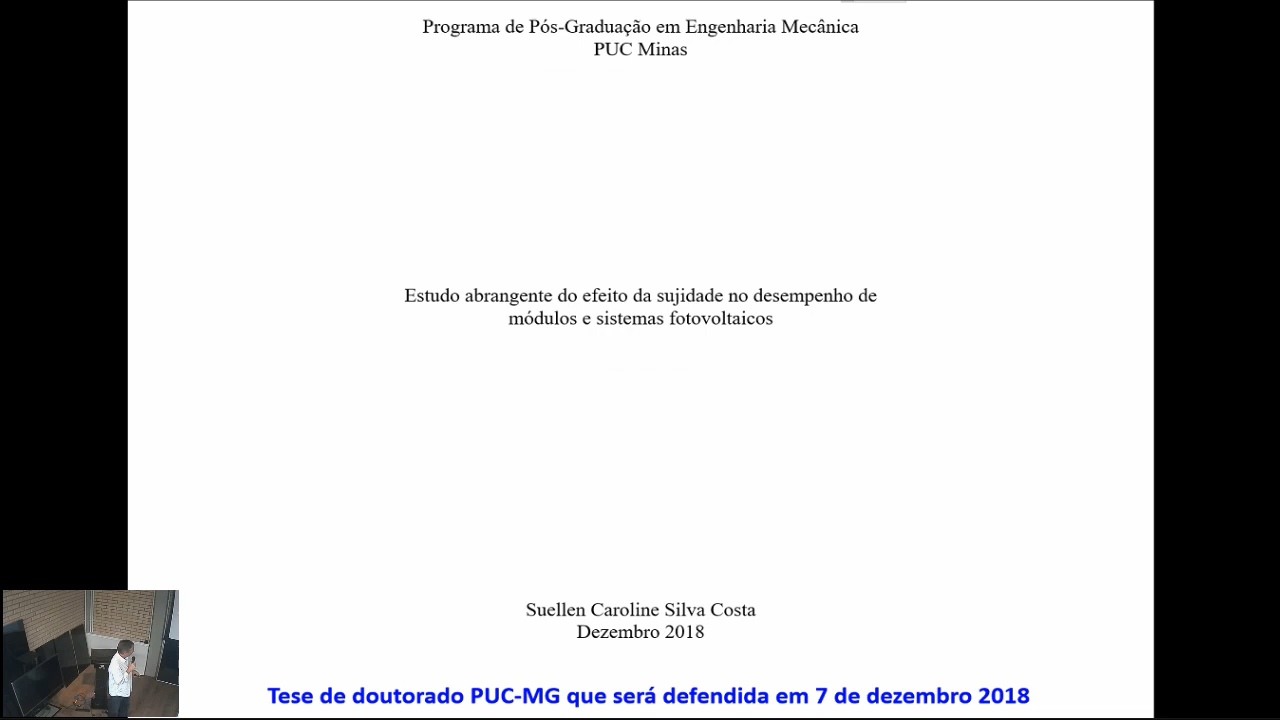 Programa de Pós-Graduação em Engenharia Mecânica
PUC Minas
Estudo abrangente do efeito da sujidade no desempenho de
módulos e sistemas fotovoltaicos
Suellen Caroline Silva Costa
Dezembro 2018
Tese de doutorado PUC-MG que será defendida em 7 de dezembro 2018